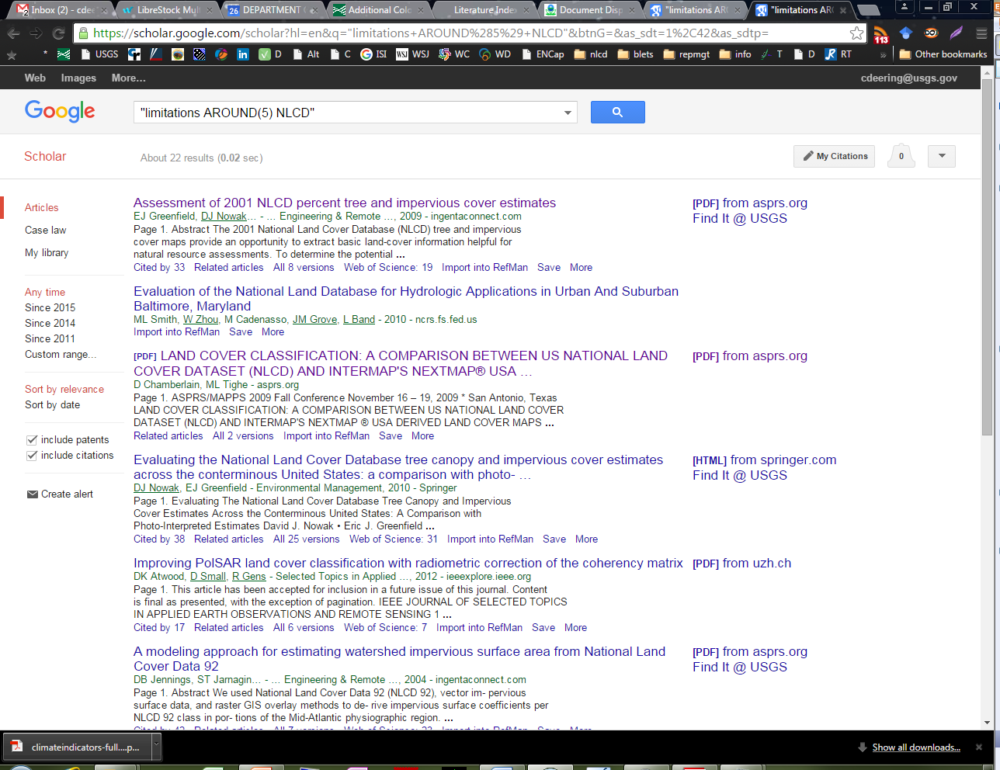 Inbox (2) - cdee
LibreStock Mult
26 DEPARTMENT
Additional Colo
Literature Index
Document Disp
"limitations AR
"limitations AR
https://scholar.google.com/scholar?hl=en&q="limitations+AROUND%285%29+NLCD"&btnG=&as_sdt=1%2C42&as_sdtp=
113
* USGS D Alt C ISI WSJ WSJ WC WD ENCap nlcd blets repmgt info T D RT » Other bookmarks
Web Images More... cdeering@usgs.gov
Google "limitations AROUND(5) NLCD"
Scholar About 22 results (0.02 sec) My Citations 0
Articles
Case law
My library
Any time
Since 2015
Since 2014
Since 2011
Custom range...
Sort by relevance
Sort by date
include patents
include citations
Create alert
Assessment of 2001 NLCD percent tree and impervious cover estimates
EJ Greenfield, DJ Nowak... - ... Engineering & Remote ..., 2009 - ingentaconnect.com
Page 1. Abstract The 2001 National Land Cover Database (NLCD) tree and impervious
cover maps provide an opportunity to extract basic land-cover information helpful for
natural resource assessments. To determine the potential ...
Cited by 33 Related articles All 8 versions Web of Science: 19 Import into RefMan Save More
[PDF] from asprs.org
Find It @ USGS
Evaluation of the National Land Database for Hydrologic Applications in Urban And Suburban
Baltimore, Maryland
ML Smith, W Zhou, M Cadenasso, JM Grove, L Band - 2010 - ncrs.fs.fed.us
Import into RefMan Save More
[PDF] LAND COVER CLASSIFICATION: A COMPARISON BETWEEN US NATIONAL LAND
COVER DATASET (NLCD) AND INTERMAP'S NEXTMAP® USA ...
D Chamberlain, ML Tighe - asprs.org
Page 1. ASPRS/MAPPS 2009 Fall Conference November 16 – 19, 2009 * San Antonio, Texas
LAND COVER CLASSIFICATION: A COMPARISON BETWEEN US NATIONAL LAND COVER
DATASET (NLCD) AND INTERMAP'S NEXTMAP ® USA DERIVED LAND COVER MAPS ...
Related articles All 2 versions Import into RefMan Save More
[PDF] from asprs.org
Evaluating the National Land Cover Database tree canopy and impervious cover estimates
across the conterminous United States: a comparison with photo- ...
DJ Nowak, EJ Greenfield - Environmental Management, 2010 - Springer
Page 1. Evaluating The National Land Cover Database Tree Canopy and Impervious
Cover Estimates Across the Conterminous United States: A Comparison with
Photo-Interpreted Estimates David J. Nowak • Eric J. Greenfield ...
Cited by 38 Related articles All 25 versions Web of Science: 31 Import into RefMan Save More
[HTML] from springer.com
Find It @ USGS
Improving PolSAR land cover classification with radiometric correction of the coherency matrix
DK Atwood, D Small, R Gens - Selected Topics in Applied ..., 2012 - ieeexplore.ieee.org
Page 1. This article has been accepted for inclusion in a future issue of this journal. Content
is final as presented, with the exception of pagination. IEEE JOURNAL OF SELECTED TOPICS
IN APPLIED EARTH OBSERVATIONS AND REMOTE SENSING 1 ...
Cited by 17 Related articles All 6 versions Web of Science: 7 Import into RefMan Save More
[PDF] from uzh.ch
A modeling approach for estimating watershed impervious surface area from National Land
Cover Data 92
DB Jennings, ST Jarnagin... - ... Engineering & Remote ..., 2004 - ingentaconnect.com
Page 1. Abstract We used National Land Cover Data 92 (NLCD 92), vector im- pervious
surface data, and raster GIS overlay methods to de- rive impervious surface coefficients per
NLCD 92 class in por- tions of the Mid-Atlantic physiographic region. ...
Cited by 42 Related articles All 7 versions Web of Science: 23 Import into RefMan Save More
[PDF] from asprs.org
Find It @ USGS
climateindicators-full....p...
Show all downloads...